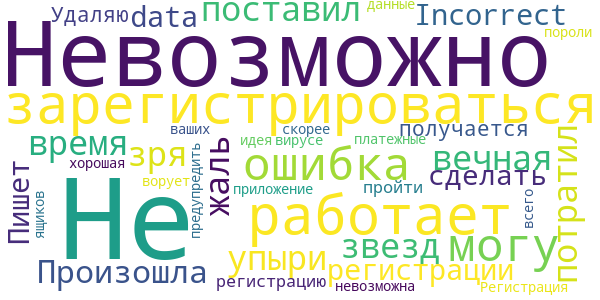 Удаляю data поставил данные Incorrect
Невозможно пороли
зарегистрироваться
время ваших скорее получается
зря идея вирусе платежные
хорошая жаль ошибка вечная
Пишет ворует предупредить приложение пройти сделать
ящиков Не работает всего потратил
упыри звезд могу
Произошла регистрации
регистрацию невозможна Регистрация